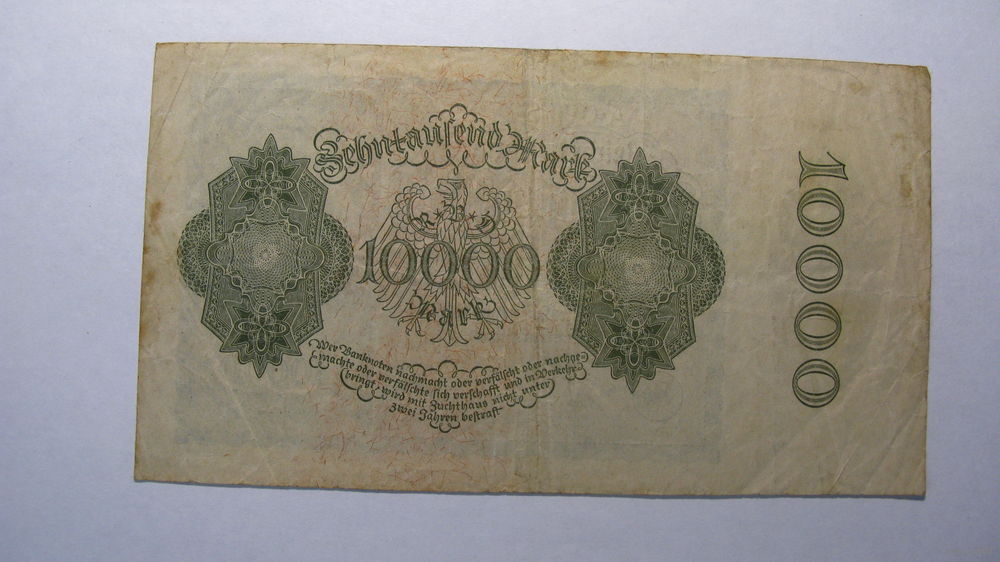 Zehntausend Mark
R B D
10000
Mark
Wer Banknoten nachmacht oder verfälscht oder nachge-
machte oder verfälschte sich verschafft und in Verkehr
bringt, wird mit Zuchthaus nicht unter
zwei Jahren bestraft
10000